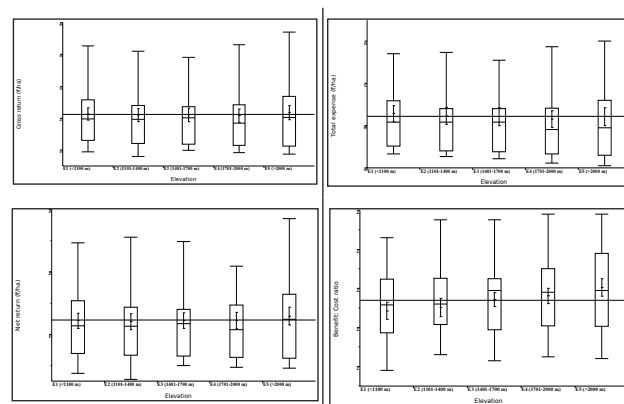 Gross return (₹/ha)
E1 (<1100 m) E2 (1101-1400 m) E3 (1401-1700 m) E4 (1701-2000 m) E5 (>2000 m)
Elevation
Total expense (₹/ha)
E1 (<1100 m) E2 (1101-1400 m) E3 (1401-1700 m) E4 (1701-2000 m) E5 (>2000 m)
Elevation
Net return (₹/ha)
E1 (<1100 m) E2 (1101-1400 m) E3 (1401-1700 m) E4 (1701-2000 m) E5 (>2000 m)
Elevation
Benefit: Cost ratio
E1 (<1100 m) E2 (1101-1400 m) E3 (1401-1700 m) E4 (1701-2000 m) E5 (>2000 m)
Elevation